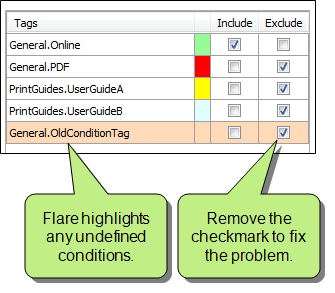 Tags Include Exclude
General.Online
General.PDF
PrintGuides.UserGuideA
PrintGuides.UserGuideB
General.OldConditionTag
Flare highlights
any undefined
conditions.
Remove the
checkmark to fix
the problem.